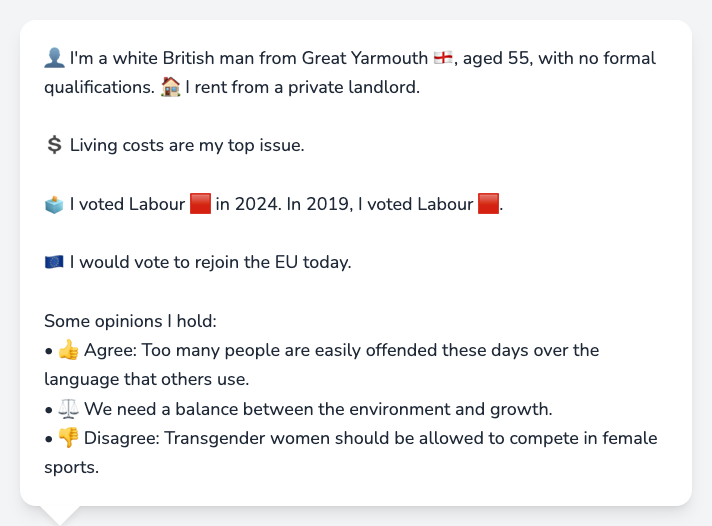 👤 I'm a white British man from Great Yarmouth 🏴󠁧󠁢󠁥󠁮󠁧󠁿, aged 55, with no formal
qualifications. 🏠 I rent from a private landlord.
💲 Living costs are my top issue.
🗳️ I voted Labour 🟥 in 2024. In 2019, I voted Labour 🟥.
🇪🇺 I would vote to rejoin the EU today.
Some opinions I hold:
• 👍 Agree: Too many people are easily offended these days over the
language that others use.
• ⚖️ We need a balance between the environment and growth.
• 👎 Disagree: Transgender women should be allowed to compete in female
sports.